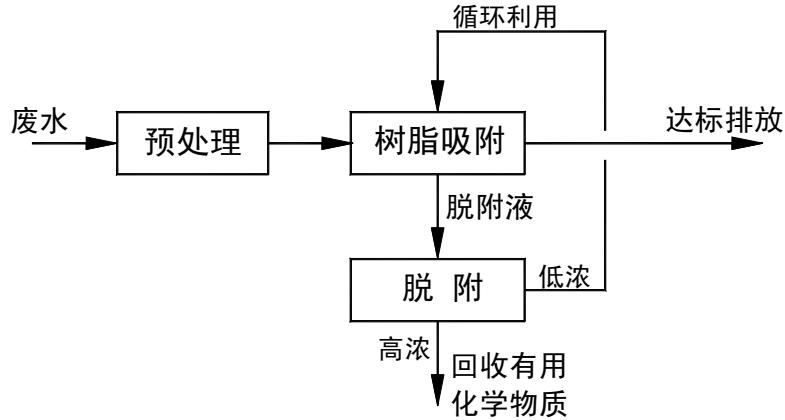 循环利用
废水
预处理
树脂吸附
达标排放
脱附液
脱 附
低浓
高浓
回收有用
化学物质